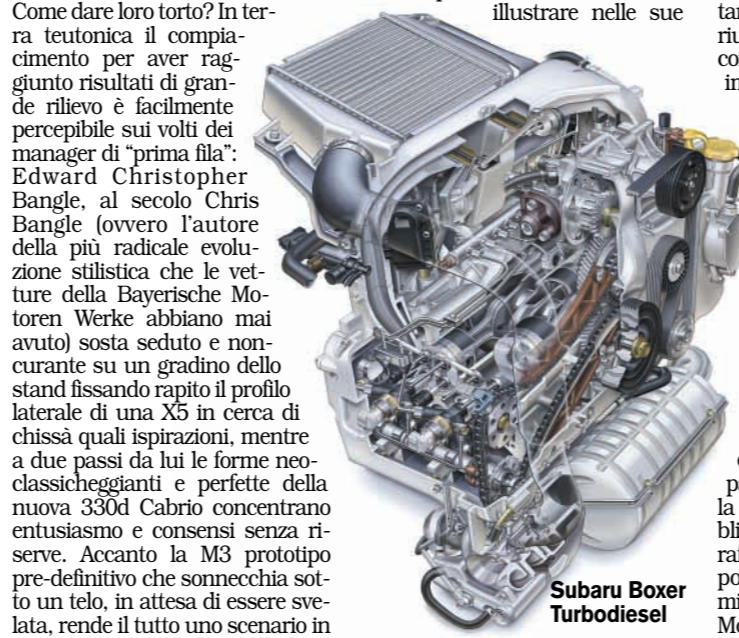 Come dare loro torto? In ter-
ra teutonica il compia-
cimento per aver rag-
giunto risultati di gran-
de rilievo è facilmente
percepibile sui volti dei
manager di “prima fila”:
Edward Christopher
Bangle, al secolo Chris
Bangle (ovvero l’autore
della più radicale evolu-
zione stilistica che le vet-
ture della Bayerische Mo-
toren Werke abbiano mai
avuto) sosta seduto e non-
curante su un gradino dello
stand fissando rapito il profilo
laterale di una X5 in cerca di
chissà quali ispirazioni, mentre
a due passi da lui le forme neo-
classicheggianti e perfette della
nuova 330d Cabrio concentrano
entusiasmo e consensi senza ri-
serve. Accanto la M3 prototipo
pre-definitivo che sonnecchia sot-
to un telo, in attesa di essere sve-
lata, rende il tutto uno scenario in
illustrare nelle sue
Subaru Boxer
Turbodiesel